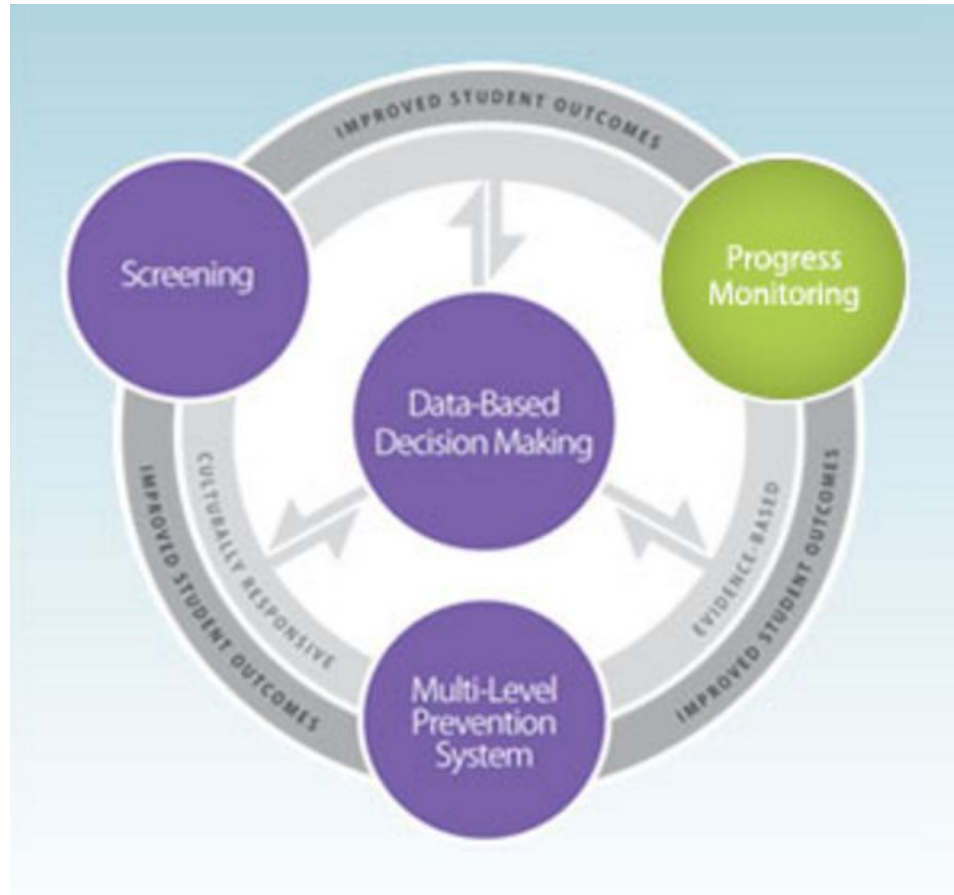 IMPROVED STUDENT OUTCOMES
Screening
Progress
Monitoring
Data-Based
Decision Making
CULTURALLY RESPONSIVE
EVIDENCE-BASED
IMPROVED STUDENT OUTCOMES
IMPROVED STUDENT OUTCOMES
Multi-Level
Prevention
System